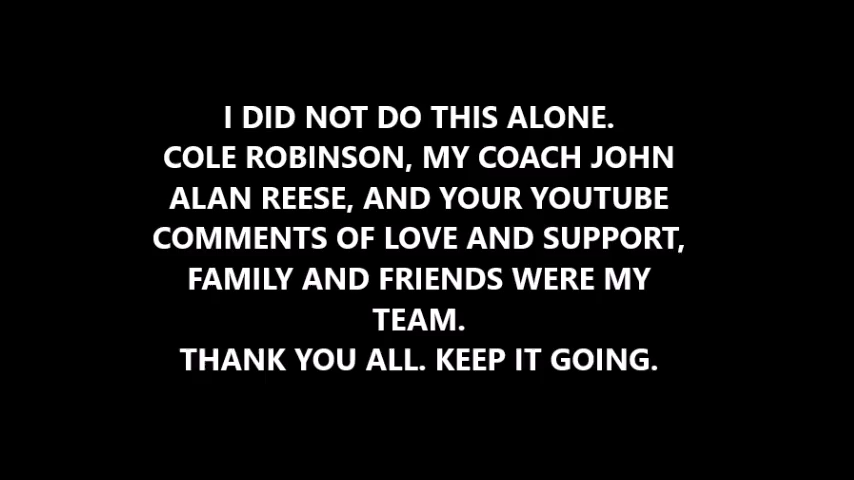 I DID NOT DO THIS ALONE.
COLE ROBINSON, MY COACH JOHN
ALAN REESE, AND YOUR YOUTUBE
COMMENTS OF LOVE AND SUPPORT,
FAMILY AND FRIENDS WERE MY
TEAM.
THANK YOU ALL. KEEP IT GOING.